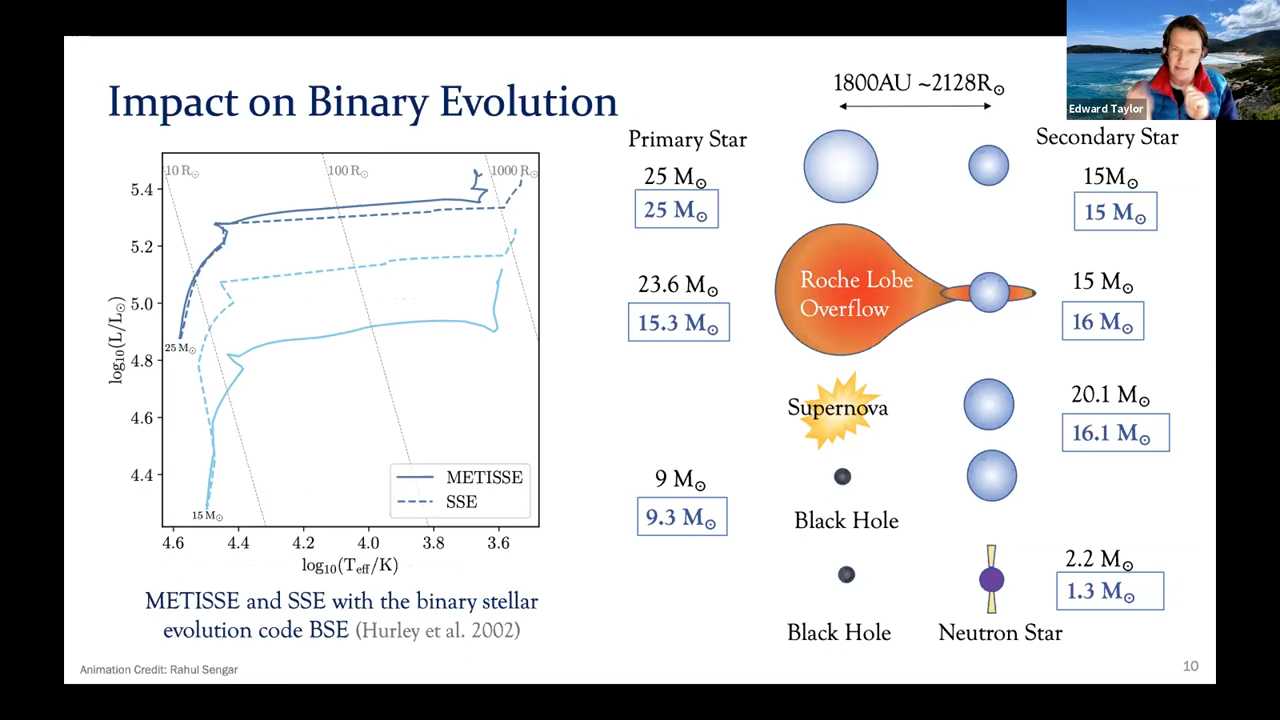 Edward Taylor
Impact on Binary Evolution
10 R⊙
100 R⊙
1000 R⊙
5.4
5.2
5.0
4.8
4.6
4.4
log₁₀(L/L⊙)
25 M⊙
15 M⊙
METISSE
SSE
4.6 4.4 4.2 4.0 3.8 3.6
log₁₀(Teff/K)
METISSE and SSE with the binary stellar
evolution code BSE (Hurley et al. 2002)
1800AU ~2128R⊙
Primary Star
Secondary Star
25 M⊙
25 M⊙
15M⊙
15 M⊙
23.6 M⊙
15.3 M⊙
Roche Lobe
Overflow
15 M⊙
16 M⊙
Supernova
20.1 M⊙
16.1 M⊙
9 M⊙
9.3 M⊙
Black Hole
2.2 M⊙
1.3 M⊙
Black Hole
Neutron Star
Animation Credit: Rahul Sengar
10